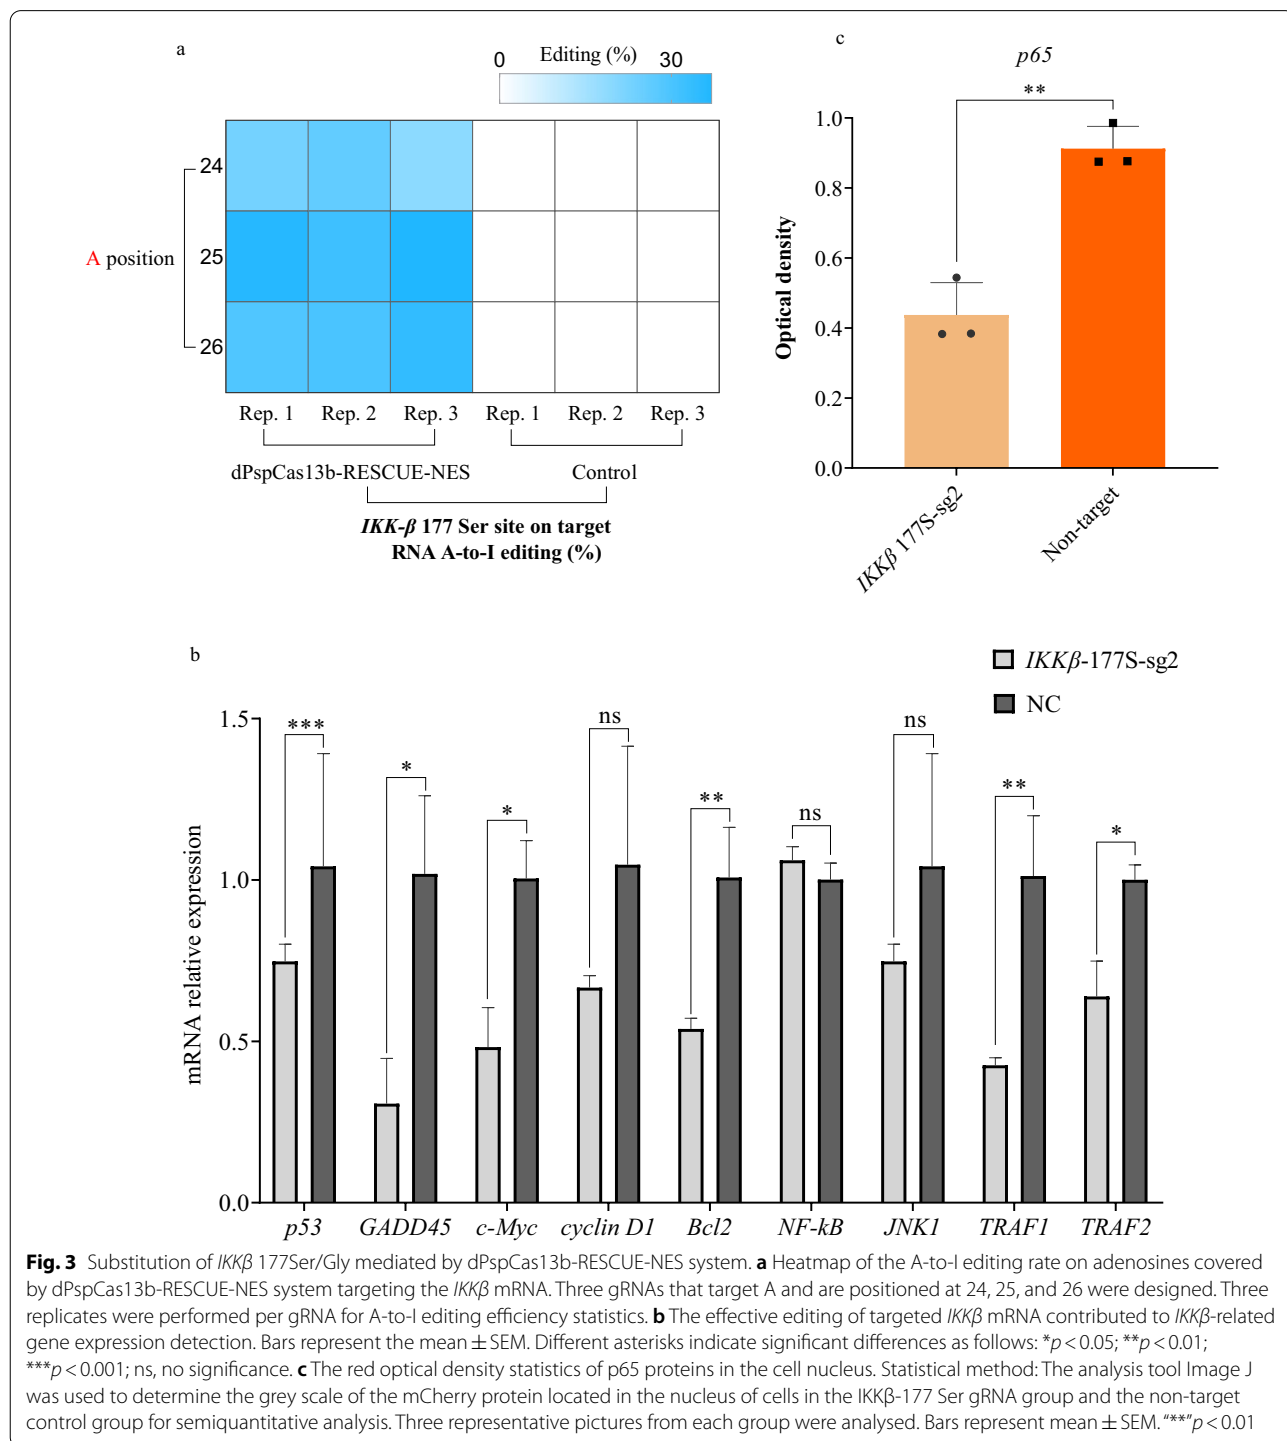 a
0 Editing (%) 30
24
A position 25
26
Rep. 1 Rep. 2 Rep. 3 Rep. 1 Rep. 2 Rep. 3
dPspCas13b-RESCUE-NES Control
IKK-β 177 Ser site on target
RNA A-to-I editing (%)
c
p65
**
1.0
0.8
0.6
0.4
0.2
0.0
Optical density
IKKβ 177S-sg2
Non-target
b
IKKβ-177S-sg2
NC
1.5
1.0
0.5
0.0
mRNA relative expression
*** * * ns ** ns ns ** *
p53 GADD45 c-Myc cyclin D1 Bcl2 NF-kB JNK1 TRAF1 TRAF2
Fig. 3 Substitution of IKKβ 177Ser/Gly mediated by dPspCas13b-RESCUE-NES system. a Heatmap of the A-to-I editing rate on adenosines covered
by dPspCas13b-RESCUE-NES system targeting the IKKβ mRNA. Three gRNAs that target A and are positioned at 24, 25, and 26 were designed. Three
replicates were performed per gRNA for A-to-I editing efficiency statistics. b The effective editing of targeted IKKβ mRNA contributed to IKKβ-related
gene expression detection. Bars represent the mean ± SEM. Different asterisks indicate significant differences as follows: *p < 0.05; **p < 0.01;
***p < 0.001; ns, no significance. c The red optical density statistics of p65 proteins in the cell nucleus. Statistical method: The analysis tool Image J
was used to determine the grey scale of the mCherry protein located in the nucleus of cells in the IKKβ-177 Ser gRNA group and the non-target
control group for semiquantitative analysis. Three representative pictures from each group were analysed. Bars represent mean ± SEM. “**”p < 0.01